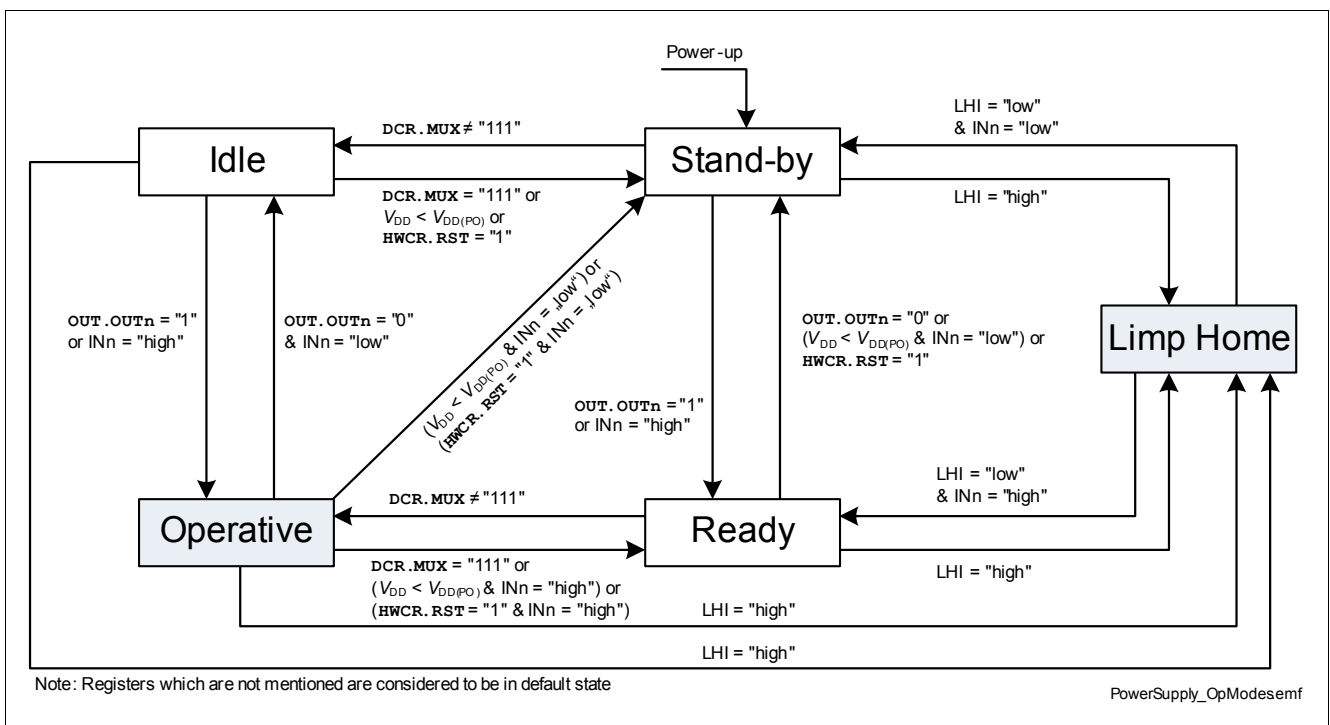 Power-up
LHI = "low"
& INn = "low"
DCR.MUX ≠ "111"
Idle
Stand-by
DCR.MUX = "111" or
VDD < VDD(PO) or
HWCR.RST = "1"
LHI = "high"
(VDD < VDD(PO) & INn = „low“) or
(HWCR.RST = "1" & INn = „low“)
OUT.OUTn = "1"
or INn = "high"
OUT.OUTn = "0"
& INn = "low"
OUT.OUTn = "0" or
(VDD < VDD(PO) & INn = "low") or
HWCR.RST = "1"
Limp Home
OUT.OUTn = "1"
or INn = "high"
LHI = "low"
& INn = "high"
DCR.MUX ≠ "111"
Operative
Ready
DCR.MUX = "111" or
(VDD < VDD(PO) & INn = "high") or
(HWCR.RST = "1" & INn = "high")
LHI = "high"
LHI = "high"
LHI = "high"
Note: Registers which are not mentioned are considered to be in default state
PowerSupply_OpModes.emf